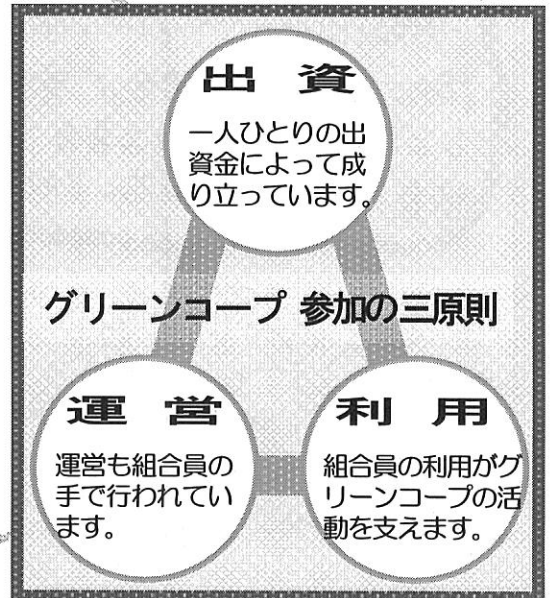 出 資
一人ひとりの出
資金によって成
り立っています。
グリーンコープ 参加の三原則
運 営
運営も組合員の
手で行われてい
ます。
利 用
組合員の利用がグ
リーンコープの活
動を支えます。